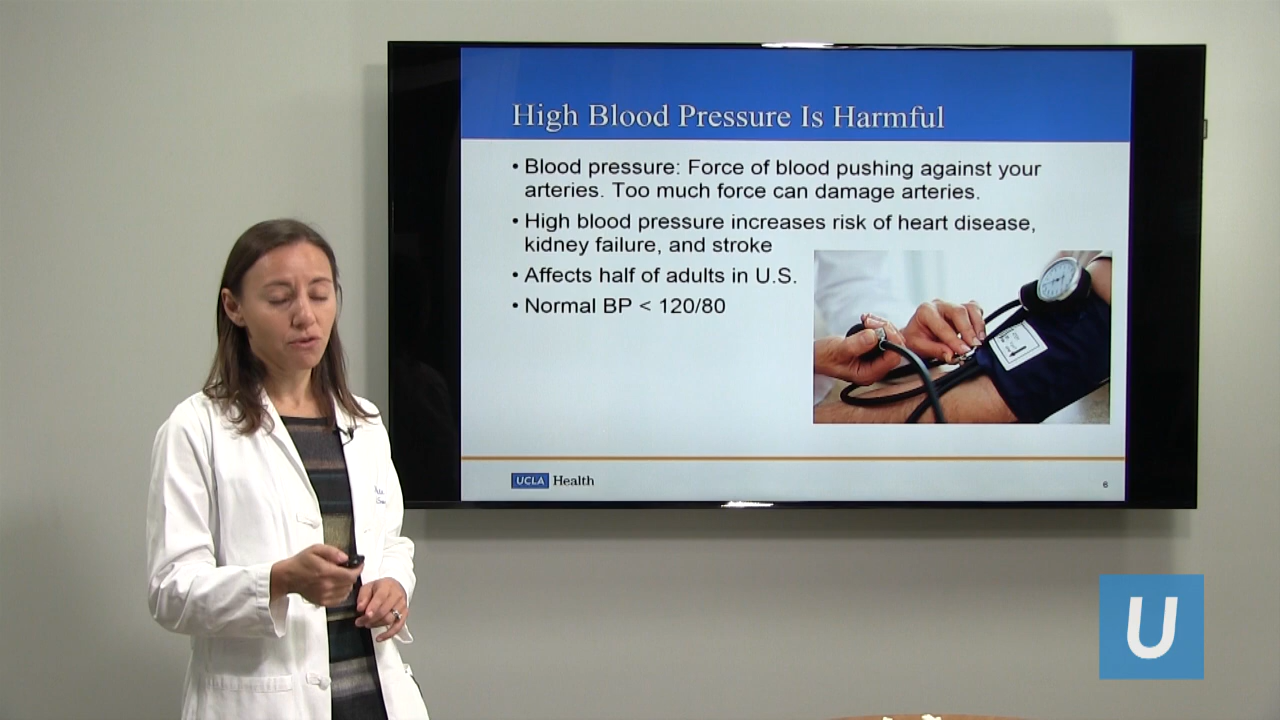 High Blood Pressure Is Harmful
• Blood pressure: Force of blood pushing against your
arteries. Too much force can damage arteries.
• High blood pressure increases risk of heart disease,
kidney failure, and stroke
• Affects half of adults in U.S.
• Normal BP < 120/80
UCLA Health
6
U